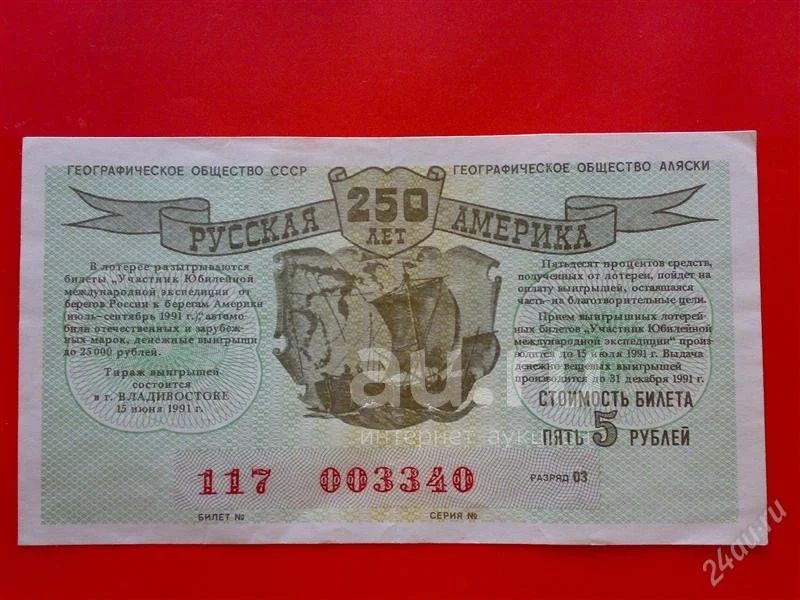 ГЕОГРАФИЧЕСКОЕ ОБЩЕСТВО СССР
ГЕОГРАФИЧЕСКОЕ ОБЩЕСТВО АЛЯСКИ
РУССКАЯ
250
ЛЕТ
АМЕРИКА
В лотерее разыгрываются
билеты „Участник Юбилейной
международной экспедиции от
берегов России к берегам Америки
июль-сентябрь 1991 г.", автомо-
били отечественных и зарубеж-
ных марок, денежные выигрыши
до 25000 рублей.
Тираж выигрышей
состоится
в г. ВЛАДИВОСТОКЕ
15 июня 1991 г.
Пятьдесят процентов средств,
полученных от лотереи, пойдет на
оплату выигрышей, оставшаяся
часть-на благотворительные цели.
Прием выигрышных лотерей-
ных билетов „Участник Юбилейной
международной экспедиции" произ-
водится до 15 июля 1991 г. Выдача
денежно вещевых выигрышей
производится до 31 декабря 1991 г.
СТОИМОСТЬ БИЛЕТА
ПЯТЬ 5 РУБЛЕЙ
117 003340
РАЗРЯД 03
БИЛЕТ № СЕРИЯ №
au.
интернет-аук
24au.ru